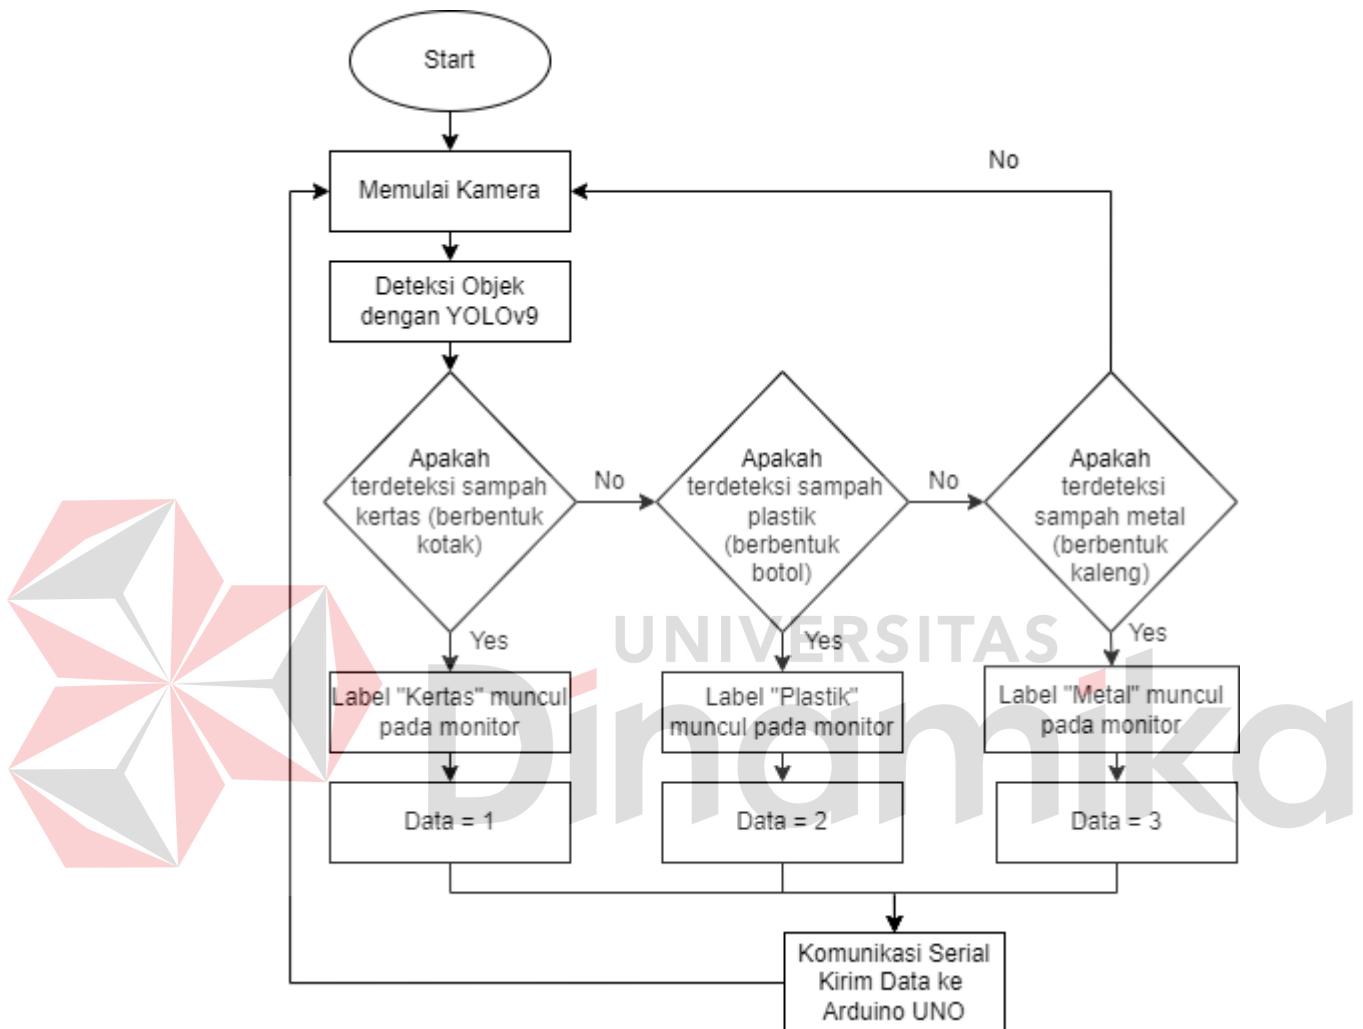 Start
No
Memulai Kamera
Deteksi Objek
dengan YOLOv9
Apakah
terdeteksi sampah
kertas (berbentuk
kotak)
No
Apakah
terdeteksi sampah
plastik
(berbentuk
botol)
No
Apakah
terdeteksi
sampah metal
(berbentuk
kaleng)
Yes
Yes
Yes
UNIVERSITAS
Dinamika
Label "Kertas" muncul
pada monitor
Label "Plastik"
muncul pada monitor
Label "Metal" muncul
pada monitor
Data = 1
Data = 2
Data = 3
Komunikasi Serial
Kirim Data ke
Arduino UNO